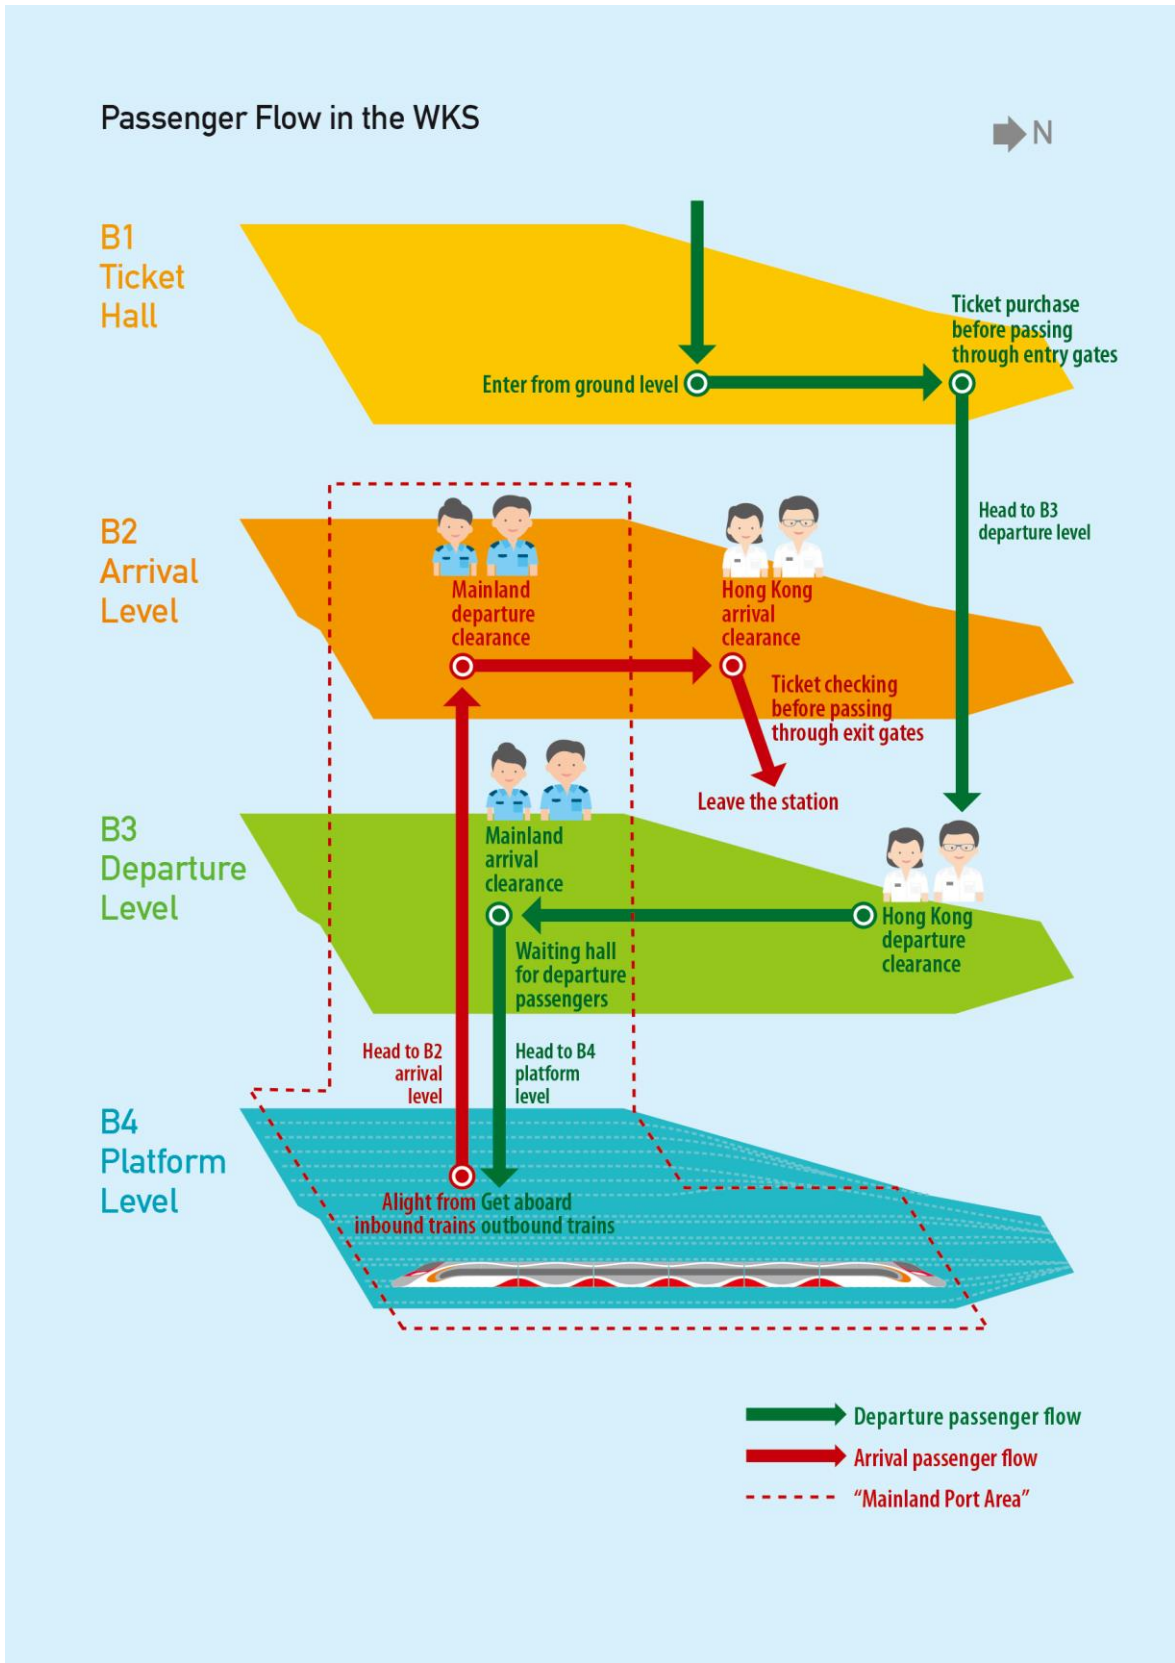 Passenger Flow in the WKS
N
B1
Ticket
Hall
Enter from ground level
Ticket purchase
before passing
through entry gates
Head to B3
departure level
B2
Arrival
Level
Mainland
departure
clearance
Hong Kong
arrival
clearance
Ticket checking
before passing
through exit gates
Leave the station
B3
Departure
Level
Mainland
arrival
clearance
Waiting hall
for departure
passengers
Hong Kong
departure
clearance
Head to B2
arrival
level
Head to B4
platform
level
B4
Platform
Level
Alight from
inbound trains
Get aboard
outbound trains
Departure passenger flow
Arrival passenger flow
“Mainland Port Area”